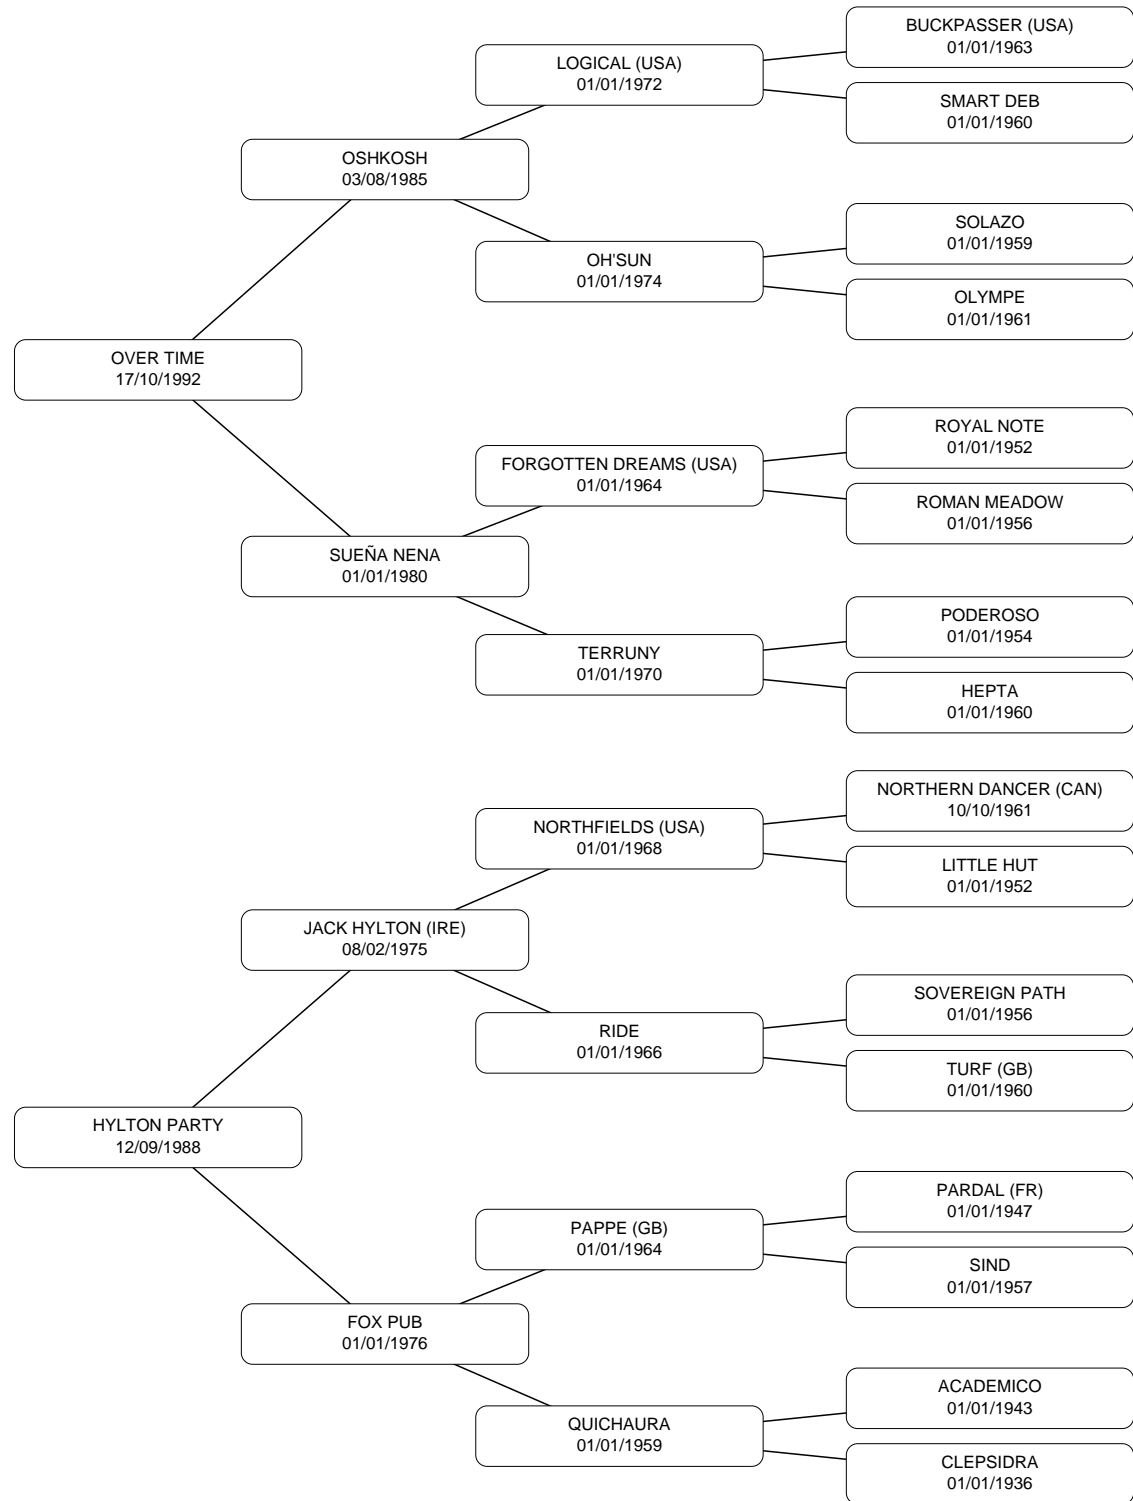 BUCKPASSER (USA)
01/01/1963
LOGICAL (USA)
01/01/1972
SMART DEB
01/01/1960
OSHKOSH
03/08/1985
SOLAZO
01/01/1959
OH'SUN
01/01/1974
OLYMPE
01/01/1961
OVER TIME
17/10/1992
ROYAL NOTE
01/01/1952
FORGOTTEN DREAMS (USA)
01/01/1964
ROMAN MEADOW
01/01/1956
SUEÑA NENA
01/01/1980
PODEROSO
01/01/1954
TERRUNY
01/01/1970
HEPTA
01/01/1960
NORTHERN DANCER (CAN)
10/10/1961
NORTHFIELDS (USA)
01/01/1968
LITTLE HUT
01/01/1952
JACK HYLTON (IRE)
08/02/1975
SOVEREIGN PATH
01/01/1956
RIDE
01/01/1966
TURF (GB)
01/01/1960
HYLTON PARTY
12/09/1988
PARDAL (FR)
01/01/1947
PAPPE (GB)
01/01/1964
SIND
01/01/1957
FOX PUB
01/01/1976
ACADEMICO
01/01/1943
QUICHAURA
01/01/1959
CLEPSIDRA
01/01/1936